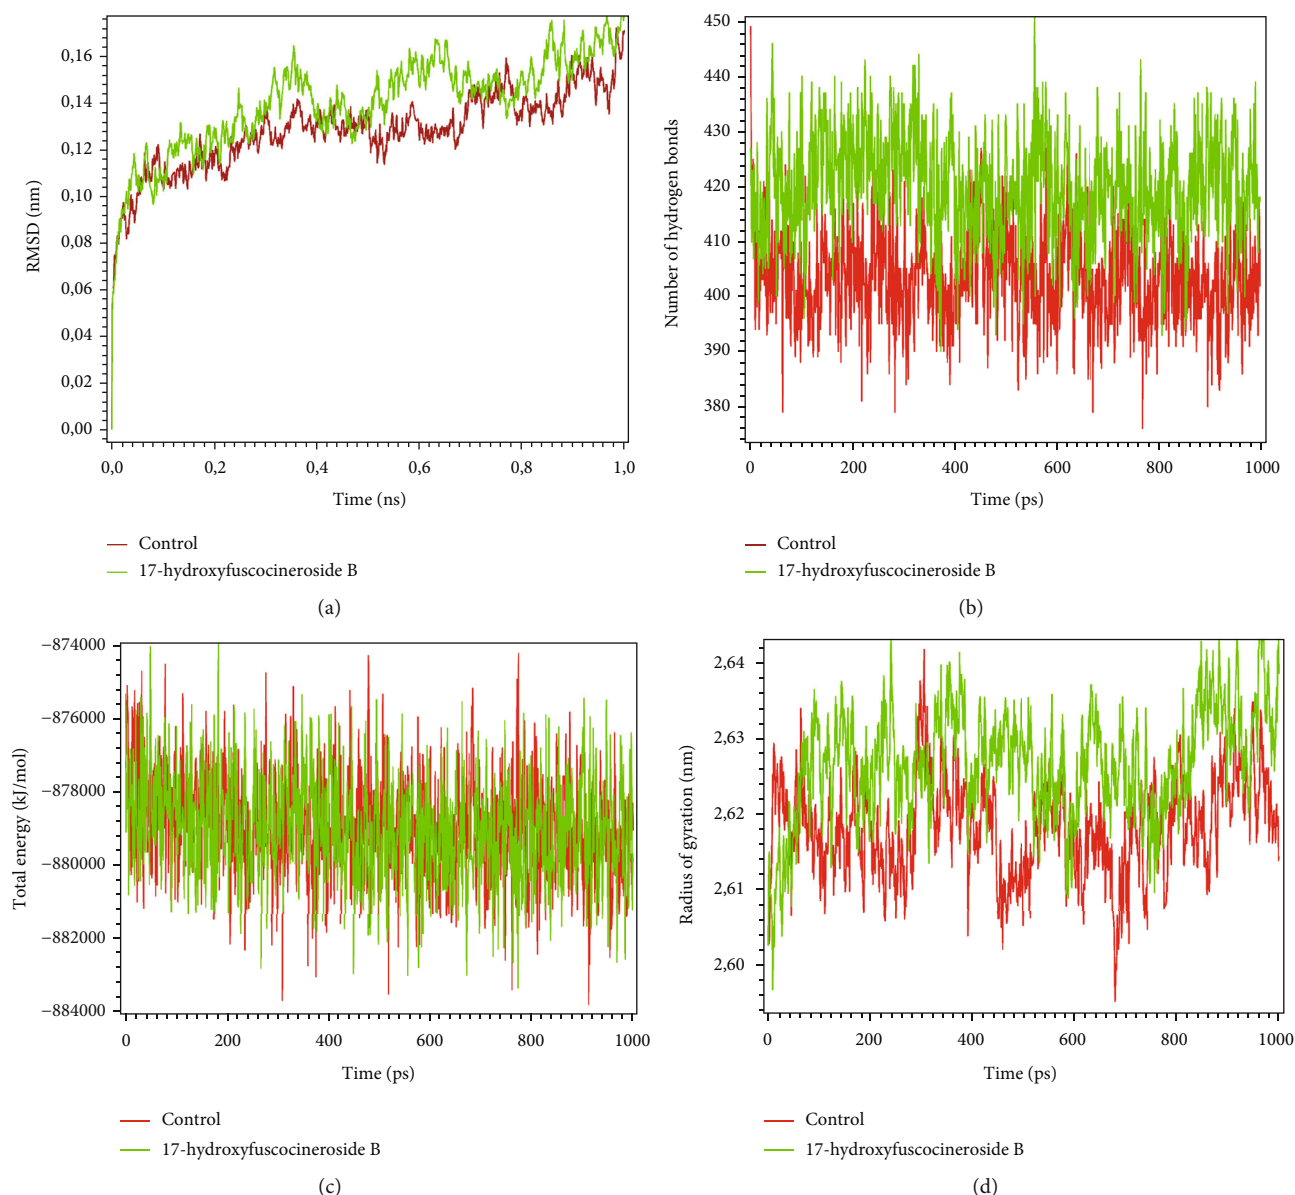 0,16
0,14
0,12
0,10
0,08
0,06
0,04
0,02
0,00
RMSD (nm)
0,0 0,2 0,4 0,6 0,8 1,0
Time (ns)
Control
17-hydroxyfuscocineroside B
(a)
450
440
430
420
410
400
390
380
Number of hydrogen bonds
0 200 400 600 800 1000
Time (ps)
Control
17-hydroxyfuscocineroside B
(b)
−874000
−876000
−878000
−880000
−882000
−884000
Total energy (kJ/mol)
0 200 400 600 800 1000
Time (ps)
Control
17-hydroxyfuscocineroside B
(c)
2,64
2,63
2,62
2,61
2,60
Radius of gyration (nm)
0 200 400 600 800 1000
Time (ps)
Control
17-hydroxyfuscocineroside B
(d)